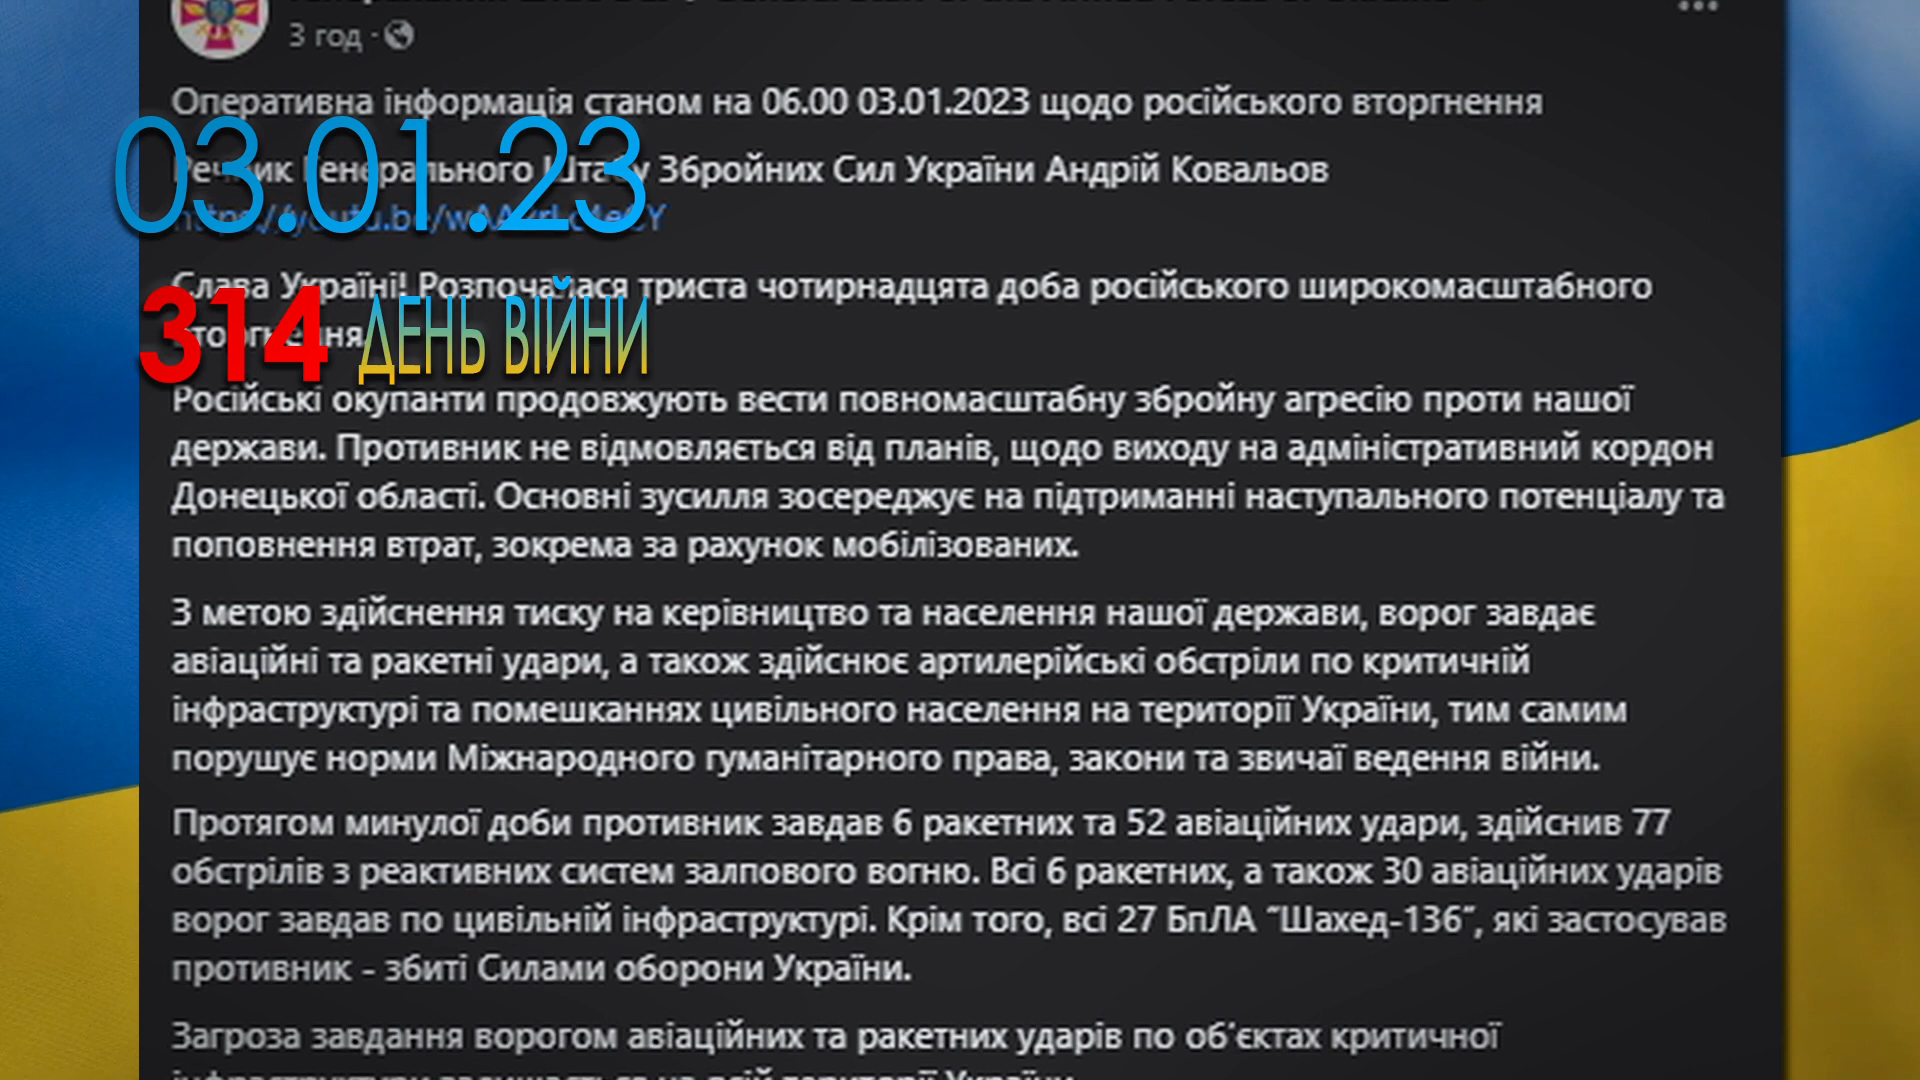 3 год ·
Оперативна інформація станом на 06.00 03.01.2023 щодо російського вторгнення
03.01.23
Речник Генерального Штабу Збройних Сил України Андрій Ковальов
Слава Україні! Розпочалася триста чотирнадцята доба російського широкомасштабного
вторгнення.
314 ДЕНЬ ВІЙНИ
Російські окупанти продовжують вести повномасштабну збройну агресію проти нашої
держави. Противник не відмовляється від планів, щодо виходу на адміністративний кордон
Донецької області. Основні зусилля зосереджує на підтриманні наступального потенціалу та
поповнення втрат, зокрема за рахунок мобілізованих.
З метою здійснення тиску на керівництво та населення нашої держави, ворог завдає
авіаційні та ракетні удари, а також здійснює артилерійські обстріли по критичній
інфраструктурі та помешканнях цивільного населення на території України, тим самим
порушує норми Міжнародного гуманітарного права, закони та звичаї ведення війни.
Протягом минулої доби противник завдав 6 ракетних та 52 авіаційних удари, здійснив 77
обстрілів з реактивних систем залпового вогню. Всі 6 ракетних, а також 30 авіаційних ударів
ворог завдав по цивільній інфраструктурі. Крім того, всі 27 БпЛА "Шахед-136", які застосував
противник - збиті Силами оборони України.
Загроза завдання ворогом авіаційних та ракетних ударів по об'єктах критичної